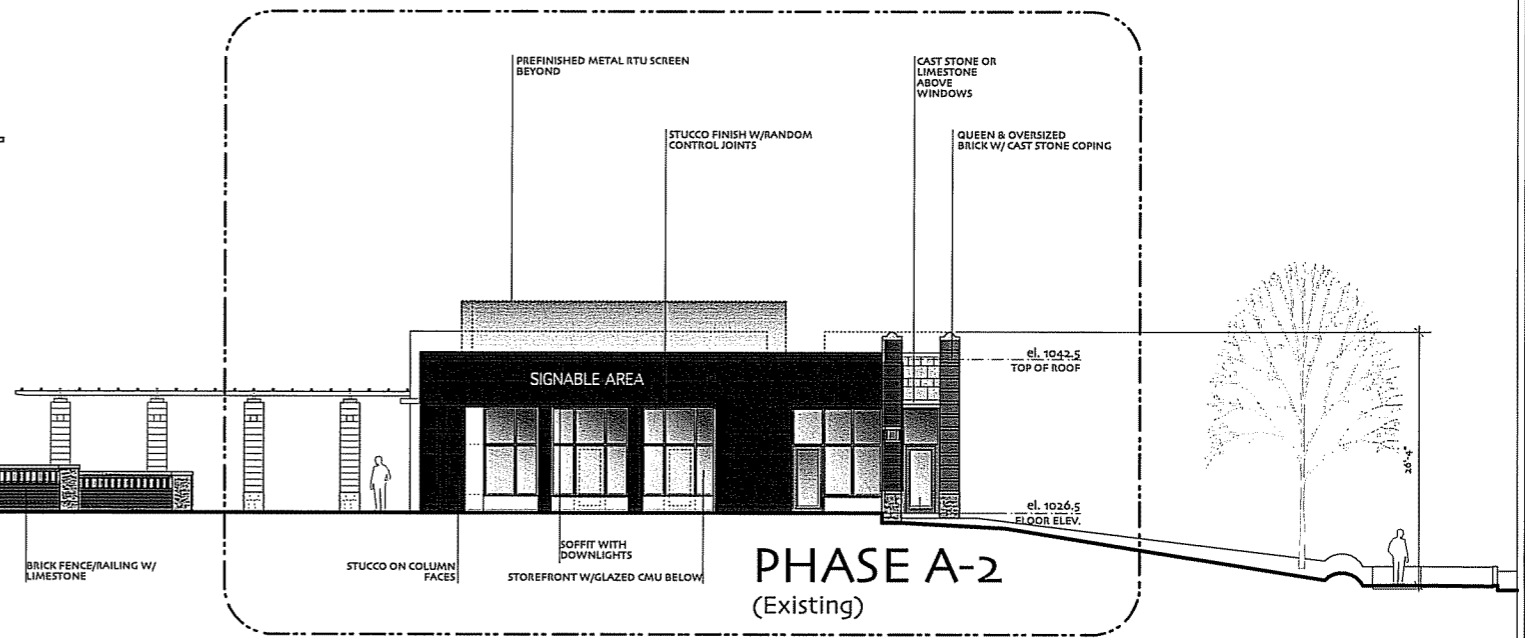 PREFINISHED METAL RTU SCREEN
BEYOND
CAST STONE OR
LIMESTONE
ABOVE
WINDOWS
STUCCO FINISH W/RANDOM
CONTROL JOINTS
QUEEN & OVERSIZED
BRICK W/ CAST STONE COPING
SIGNABLE AREA
el. 1042.5
TOP OF ROOF
26'-4"
el. 1026.5
FLOOR ELEV.
BRICK FENCE/RAILING W/
LIMESTONE
STUCCO ON COLUMN
FACES
SOFFIT WITH
DOWNLIGHTS
STOREFRONT W/GLAZED CMU BELOW
PHASE A-2
(Existing)